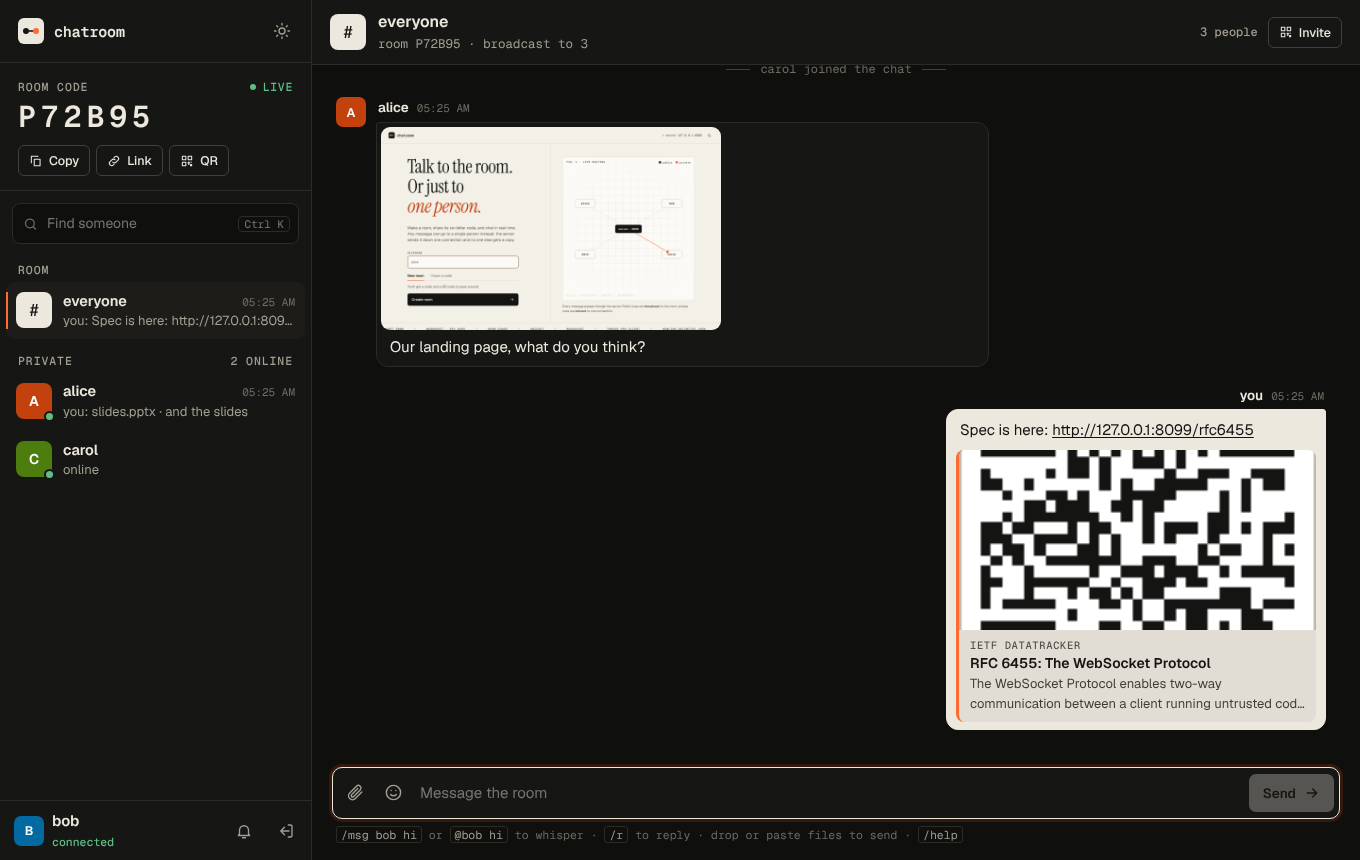 chatroom
ROOM CODE
LIVE
P72B95
Copy
Link
QR
Find someone
Ctrl K
ROOM
#
everyone
05:25 AM
you: Spec is here: http://127.0.0.1:809…
PRIVATE
2 ONLINE
A
alice
05:25 AM
you: slides.pptx · and the slides
C
carol
online
B
bob
connected
#
everyone
room P72B95 · broadcast to 3
3 people
Invite
carol joined the chat
A
alice 05:25 AM
chatroom
Talk to the room.
Or just to
one person.
Create room
Our landing page, what do you think?
you 05:25 AM
Spec is here: http://127.0.0.1:8099/rfc6455
IETF DATATRACKER
RFC 6455: The WebSocket Protocol
The WebSocket Protocol enables two-way
communication between a client running untrusted cod…
Message the room
Send
/msg bob hi or @bob hi to whisper · /r to reply · drop or paste files to send · /help